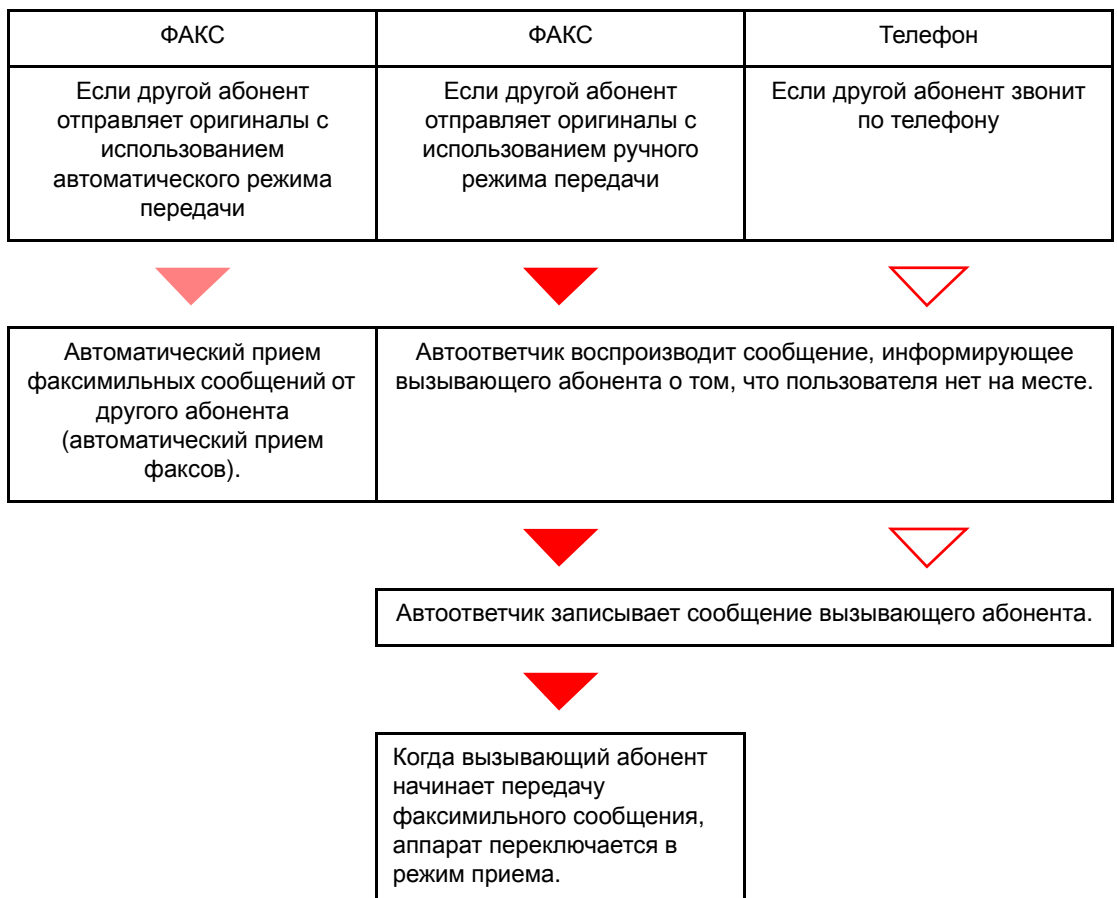 ФАКС
ФАКС
Телефон
Если другой абонент
отправляет оригиналы с
использованием
автоматического режима
передачи
Если другой абонент
отправляет оригиналы с
использованием ручного
режима передачи
Если другой абонент звонит
по телефону
Автоматический прием
факсимильных сообщений от
другого абонента
(автоматический прием
факсов).
Автоответчик воспроизводит сообщение, информирующее
вызывающего абонента о том, что пользователя нет на месте.
Автоответчик записывает сообщение вызывающего абонента.
Когда вызывающий абонент
начинает передачу
факсимильного сообщения,
аппарат переключается в
режим приема.